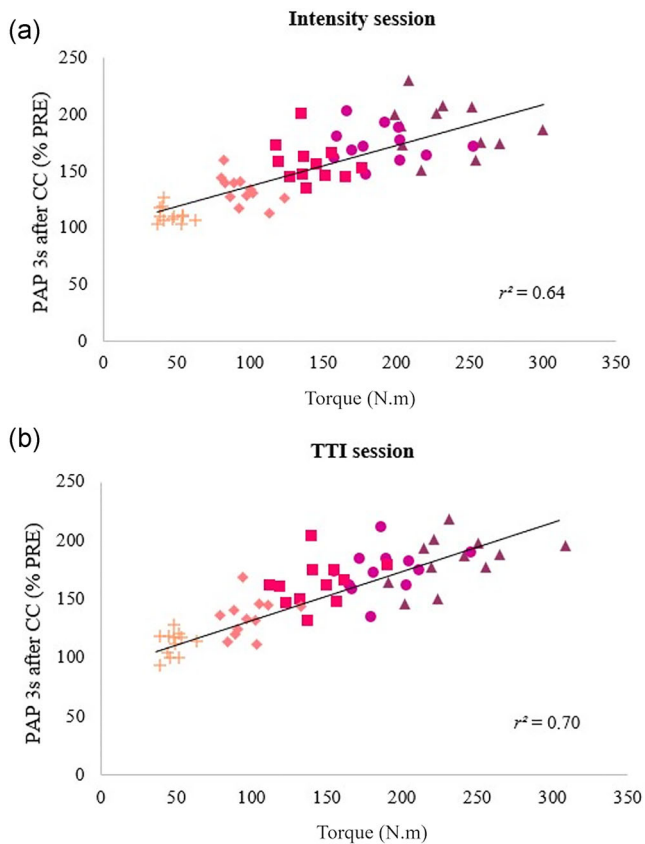 (a)
Intensity session
250
200
150
100
50
0
PAP 3s after CC (% PRE)
r² = 0.64
0 50 100 150 200 250 300 350
Torque (N.m)
(b)
TTI session
250
200
150
100
50
0
PAP 3s after CC (% PRE)
r² = 0.70
0 50 100 150 200 250 300 350
Torque (N.m)